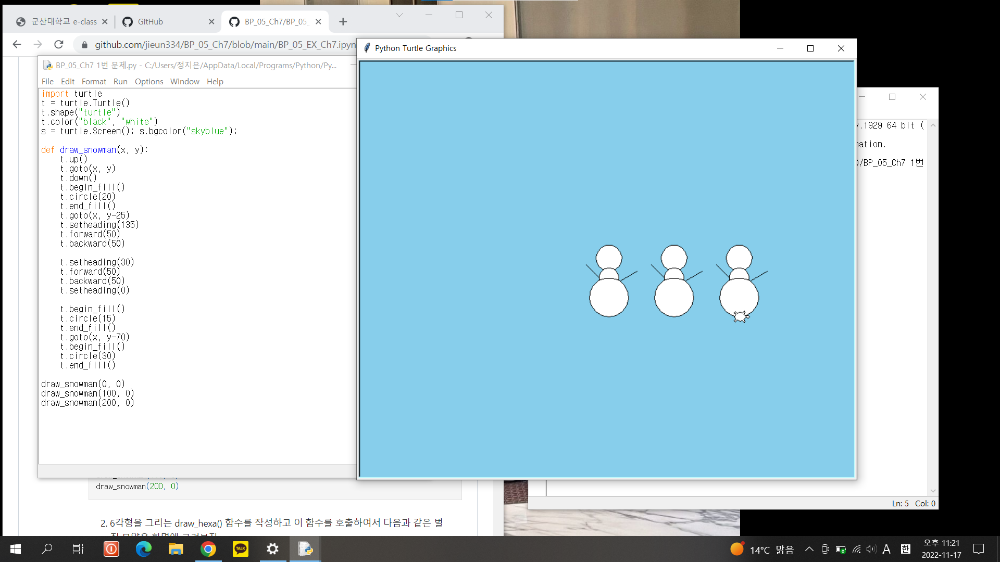 군산대학교 e-class
GitHub
BP_05_Ch7/BP_05_
github.com/jieun334/BP_05_Ch7/blob/main/BP_05_EX_Ch7.ipyn
BP_05_Ch7 1번 문제.py - C:/Users/정지은/AppData/Local/Programs/Python/Py...
File Edit Format Run Options Window Help
import turtle
t = turtle.Turtle()
t.shape("turtle")
t.color("black", "white")
s = turtle.Screen(); s.bgcolor("skyblue");
def draw_snowman(x, y):
t.up()
t.goto(x, y)
t.down()
t.begin_fill()
t.circle(20)
t.end_fill()
t.goto(x, y-25)
t.setheading(135)
t.forward(50)
t.backward(50)
t.setheading(30)
t.forward(50)
t.backward(50)
t.setheading(0)
t.begin_fill()
t.circle(15)
t.end_fill()
t.goto(x, y-70)
t.begin_fill()
t.circle(30)
t.end_fill()
draw_snowman(0, 0)
draw_snowman(100, 0)
draw_snowman(200, 0)
draw_snowman(200, 0)
2. 6각형을 그리는 draw_hexa() 함수를 작성하고 이 함수를 호출하여서 다음과 같은 벌
Python Turtle Graphics
.1929 64 bit (
ation.
/BP_05_Ch7 1번
Ln: 5 Col: 0
TALK
14°C 맑음
A
한
오후 11:21
2022-11-17